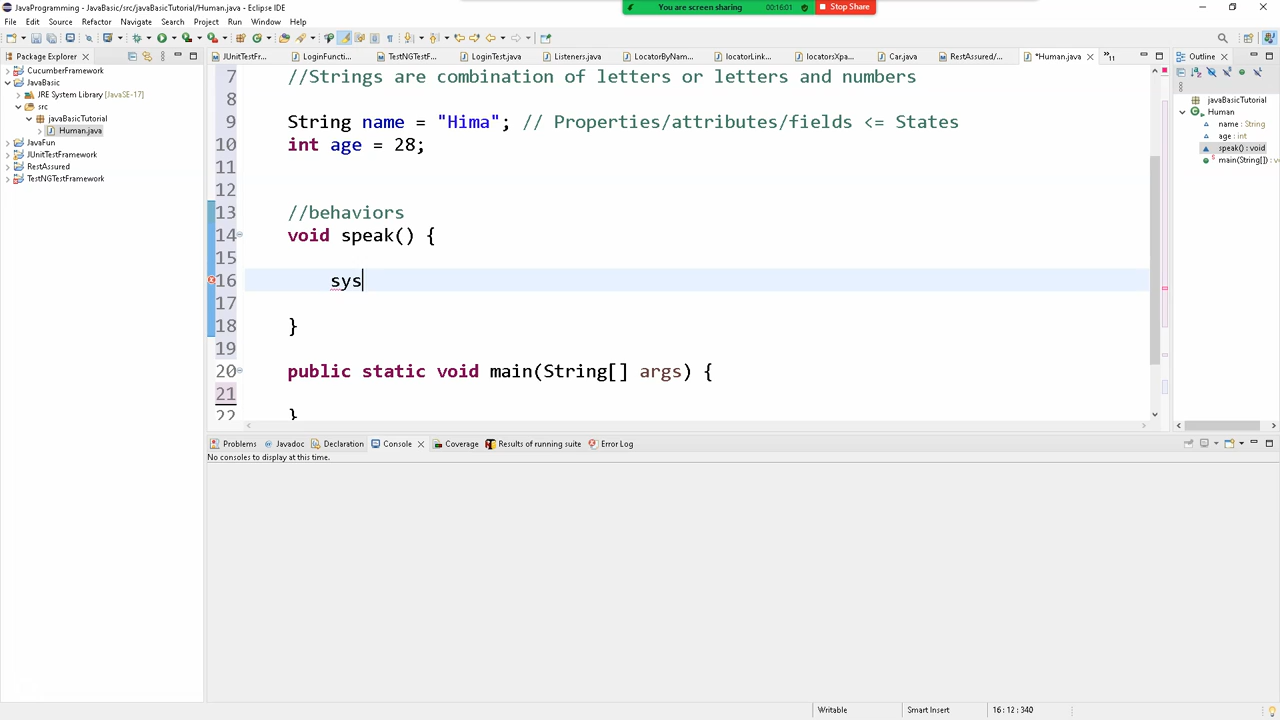 JavaProgramming - JavaBasic/src/javaBasicTutorial/Human.java - Eclipse IDE
You are screen sharing 00:16:01 Stop Share
File Edit Source Refactor Navigate Search Project Run Window Help
Package Explorer
JUnitTestFr... LoginFuncti... TestNGTestF... LoginTest.java Listeners.java LocatorByNam... locatorLink... locatorsXpa... Car.java RestAssured/... *Human.java 11
Outline
CucumberFramework
JavaBasic
JRE System Library [JavaSE-17]
src
javaBasicTutorial
Human.java
JavaFun
JUnitTestFramework
RestAssured
TestNGTestFramework
7 //Strings are combination of letters or letters and numbers
8
9 String name = "Hima"; // Properties/attributes/fields <= States
10 int age = 28;
11
12
13 //behaviors
14 void speak() {
15
16 sys
17
18 }
19
20 public static void main(String[] args) {
21
22 }
javaBasicTutorial
Human
name : String
age : int
speak() : void
main(String[]) : vo
Problems Javadoc Declaration Console Coverage Results of running suite Error Log
No consoles to display at this time.
Writable Smart Insert 16 : 12 : 340